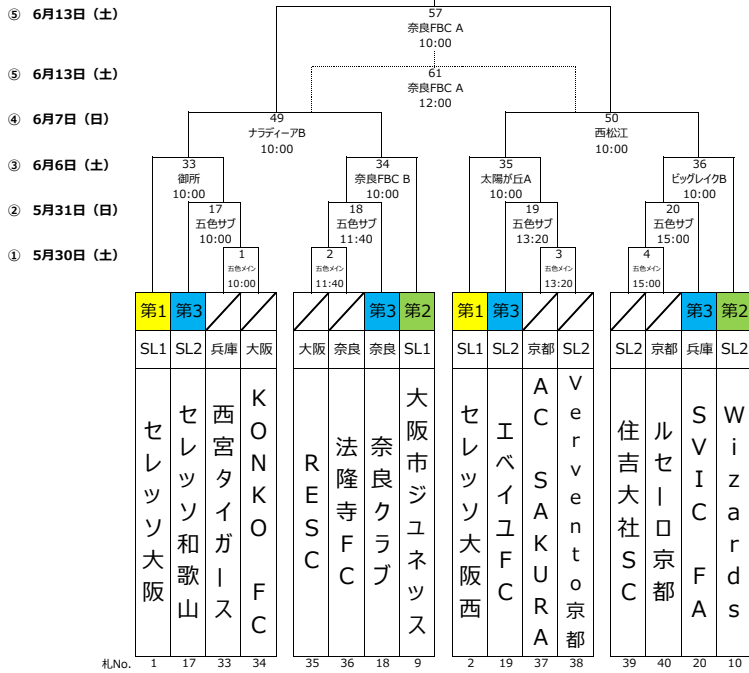 ⑤ 6月13日（土）
57
奈良FBC A
10:00
⑤ 6月13日（土）
61
奈良FBC A
12:00
④ 6月7日（日）
49
ナラディーアB
10:00
50
西松江
10:00
③ 6月6日（土）
33
御所
10:00
34
奈良FBC B
10:00
35
太陽が丘A
10:00
36
ビッグレイクB
10:00
② 5月31日（日）
17
五色サブ
10:00
18
五色サブ
11:40
19
五色サブ
13:20
20
五色サブ
15:00
① 5月30日（土）
1
五色メイン
10:00
2
五色メイン
11:40
3
五色メイン
13:20
4
五色メイン
15:00
第1 第3 第3 第2 第1 第3 第3 第2
SL1 SL2 兵庫 大阪 大阪 奈良 奈良 SL1 SL1 SL2 京都 SL2 SL2 京都 兵庫 SL2
セレッソ大阪
セレッソ和歌山
西宮タイガース
KONKO FC
RESC
法隆寺FC
奈良クラブ
大阪市ジュネッス
セレッソ大阪西
エベイユFC
AC SAKURA
Vervento京都
住吉大社SC
ルセーロ京都
SVIC FA
Wizards
札No. 1 17 33 34 35 36 18 9 2 19 37 38 39 40 20 10